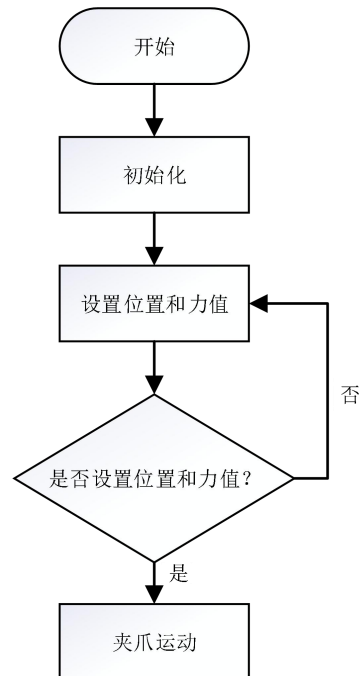 开始
初始化
设置位置和力值
否
是否设置位置和力值？
是
夹爪运动